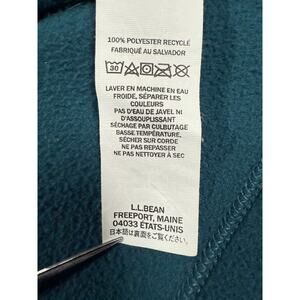 100% POLYESTER RECYCLÉ
FABRIQUÉ AU SALVADOR
30
LAVER EN MACHINE EN EAU
FROIDE, SÉPARER LES
COULEURS
PAS D'EAU DE JAVEL NI
D'ASSOUPLISSANT
SÉCHAGE PAR CULBUTAGE
BASSE TEMPÉRATURE,
SÉCHER SUR CORDE
NE PAS REPASSER
NE PAS NETTOYER À SEC
L.L.BEAN
FREEPORT, MAINE
04033 ÉTATS-UNIS
日本語は裏面をご覧ください。